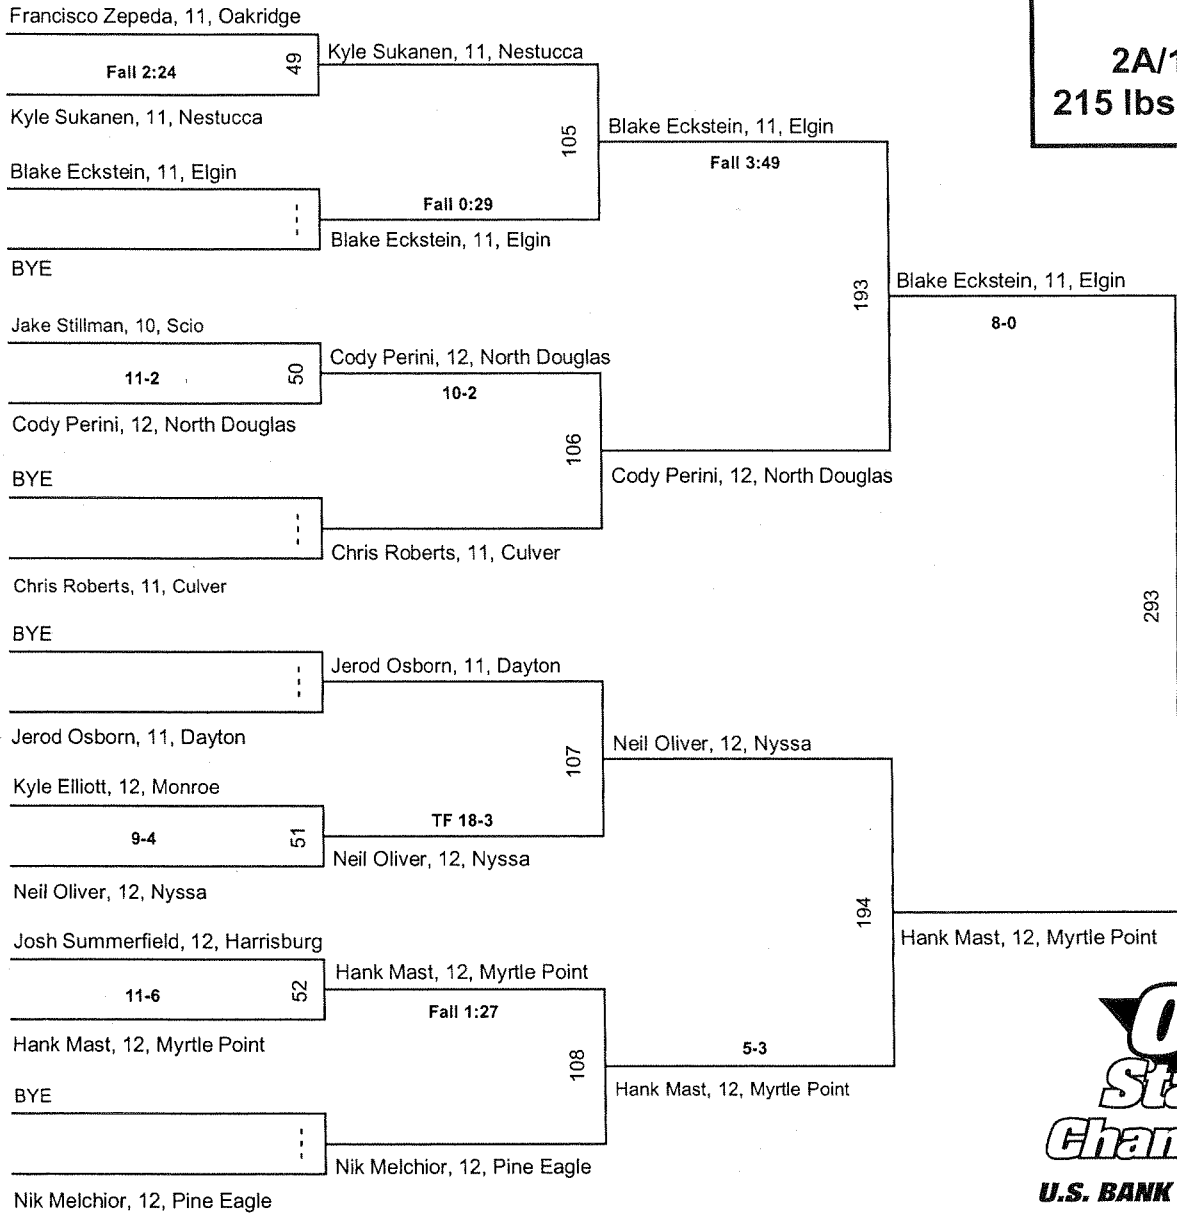 Francisco Zepeda, 11, Oakridge
Fall 2:24
49
Kyle Sukanen, 11, Nestucca
Kyle Sukanen, 11, Nestucca
Blake Eckstein, 11, Elgin
BYE
105
Fall 0:29
Blake Eckstein, 11, Elgin
Blake Eckstein, 11, Elgin
Fall 3:49
Jake Stillman, 10, Scio
11-2
50
Cody Perini, 12, North Douglas
Cody Perini, 12, North Douglas
10-2
BYE
Chris Roberts, 11, Culver
106
Chris Roberts, 11, Culver
Cody Perini, 12, North Douglas
193
Blake Eckstein, 11, Elgin
8-0
BYE
Jerod Osborn, 11, Dayton
Jerod Osborn, 11, Dayton
Kyle Elliott, 12, Monroe
9-4
51
Neil Oliver, 12, Nyssa
107
TF 18-3
Neil Oliver, 12, Nyssa
Neil Oliver, 12, Nyssa
Josh Summerfield, 12, Harrisburg
11-6
52
Hank Mast, 12, Myrtle Point
Hank Mast, 12, Myrtle Point
Fall 1:27
BYE
Nik Melchior, 12, Pine Eagle
108
Nik Melchior, 12, Pine Eagle
5-3
Hank Mast, 12, Myrtle Point
194
Hank Mast, 12, Myrtle Point
293
215 lbs
U.S. BANK